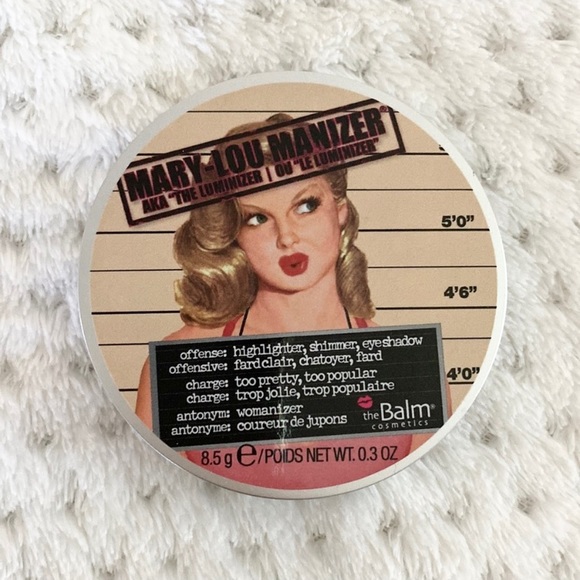 MARY-LOU MANIZER®
AKA "THE LUMINIZER | OU "LE LUMINIZER"
5'0"
4'6"
4'0"
offense: highlighter, shimmer, eyeshadow
offensive: fard clair, chatoyer, fard
charge: too pretty, too popular
charge: trop jolie, trop populaire
antonym: womanizer
antonyme: coureur de jupons
theBalm®
cosmetics
8.5 g ℮/POIDS NET WT. 0.3 OZ